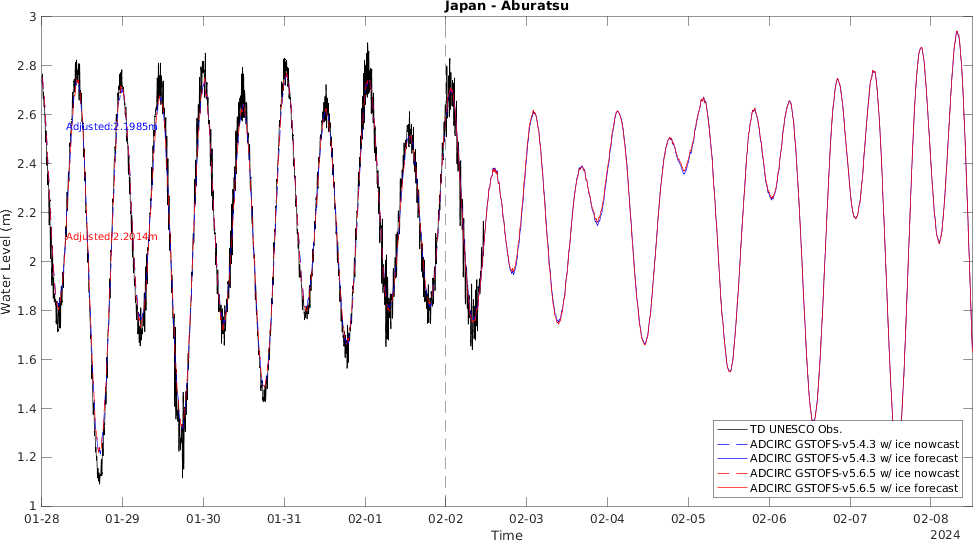 Japan - Aburatsu
3
2.8
2.6
2.4
2.2
2
1.8
1.6
1.4
1.2
1
Water Level (m)
Adjusted:2.1985m
Adjusted:2.2014m
TD UNESCO Obs.
ADCIRC GSTOFS-v5.4.3 w/ ice nowcast
ADCIRC GSTOFS-v5.4.3 w/ ice forecast
ADCIRC GSTOFS-v5.6.5 w/ ice nowcast
ADCIRC GSTOFS-v5.6.5 w/ ice forecast
01-28 01-29 01-30 01-31 02-01 02-02 02-03 02-04 02-05 02-06 02-07 02-08
Time
2024